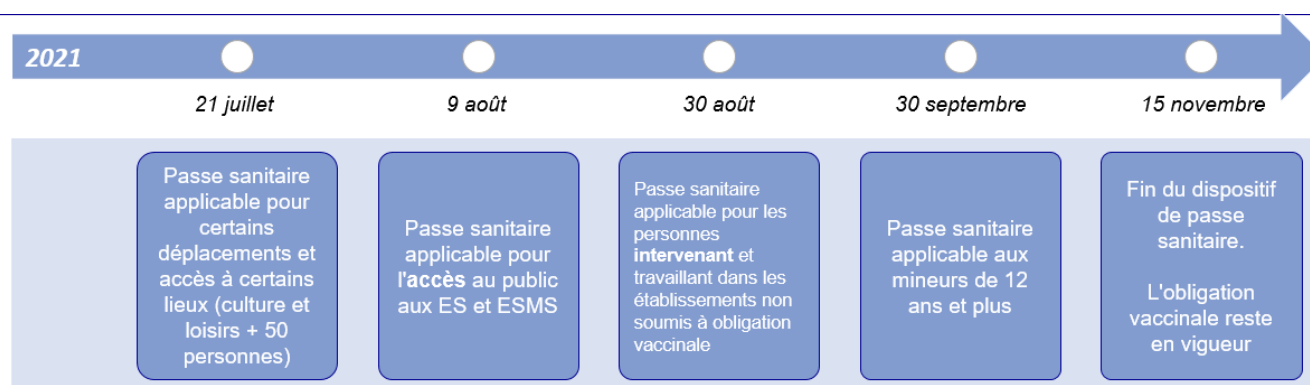 2021
21 juillet
9 août
30 août
30 septembre
15 novembre
Passe sanitaire
applicable pour
certains
déplacements et
accès à certains
lieux (culture et
loisirs + 50
personnes)
Passe sanitaire
applicable pour
l'accès au public
aux ES et ESMS
Passe sanitaire
applicable pour les
personnes
intervenant et
travaillant dans les
établissements non
soumis à obligation
vaccinale
Passe sanitaire
applicable aux
mineurs de 12
ans et plus
Fin du dispositif
de passe
sanitaire.
L'obligation
vaccinale reste
en vigueur